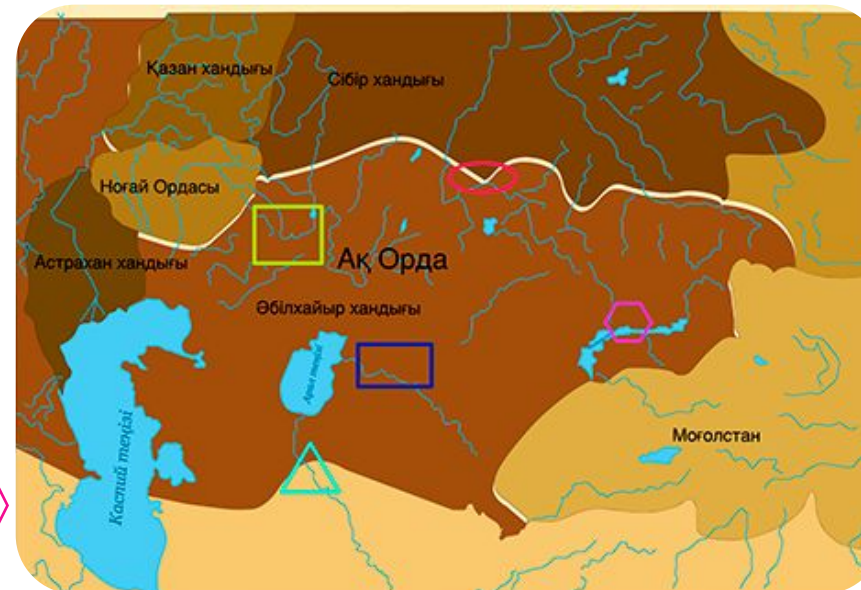 Қазан хандығы
Сібір хандығы
Ноғай Ордасы
Астрахан хандығы
Ақ Орда
Әбілхайыр хандығы
Арал теңізі
Каспий теңізі
Моғолстан